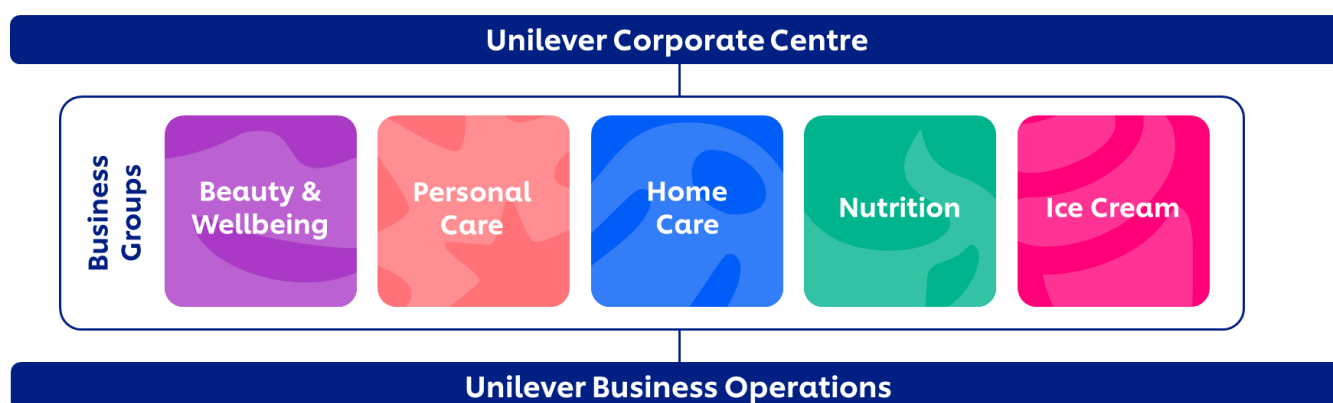 Unilever Corporate Centre
Business
Groups
Beauty &
Wellbeing
Personal
Care
Home
Care
Nutrition
Ice Cream
Unilever Business Operations